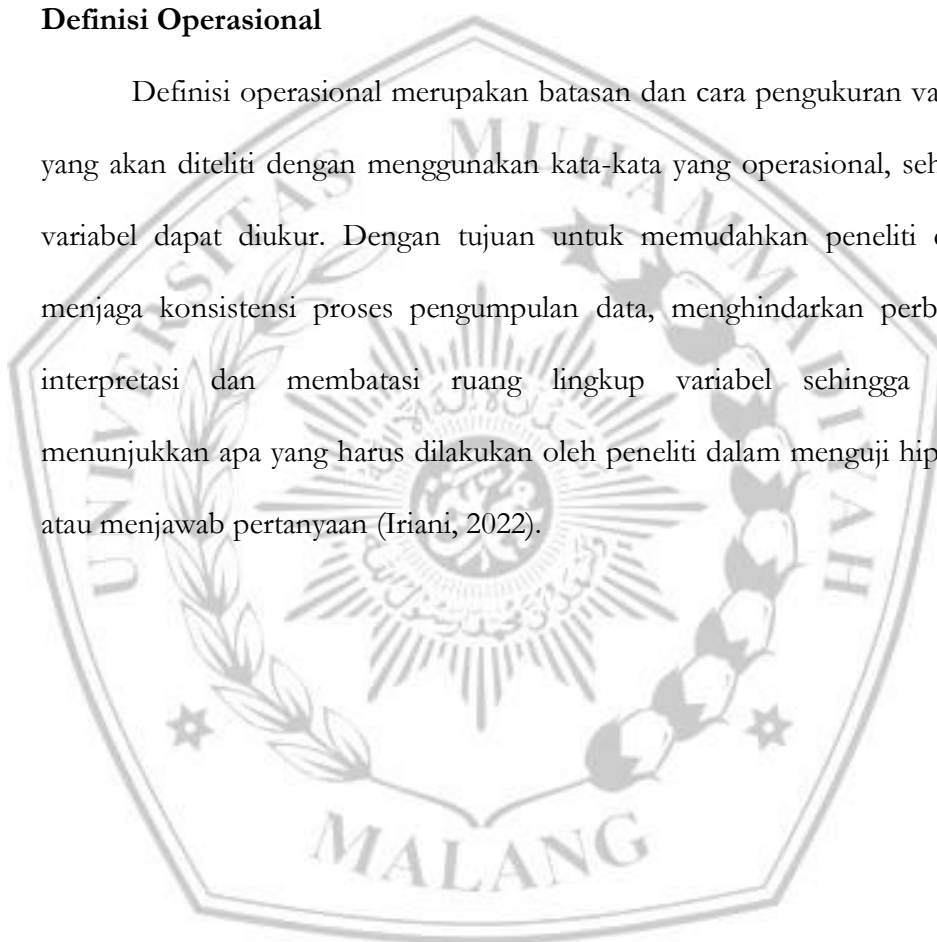 Definisi Operasional
Definisi operasional merupakan batasan dan cara pengukuran va
yang akan diteliti dengan menggunakan kata-kata yang operasional, seh
variabel dapat diukur. Dengan tujuan untuk memudahkan peneliti
menjaga konsistensi proses pengumpulan data, menghindarkan perb
interpretasi dan membatasi ruang lingkup variabel sehingga
menunjukkan apa yang harus dilakukan oleh peneliti dalam menguji hip
atau menjawab pertanyaan (Iriani, 2022).
UNIVERSITAS MUHAMMADIYAH
MALANG